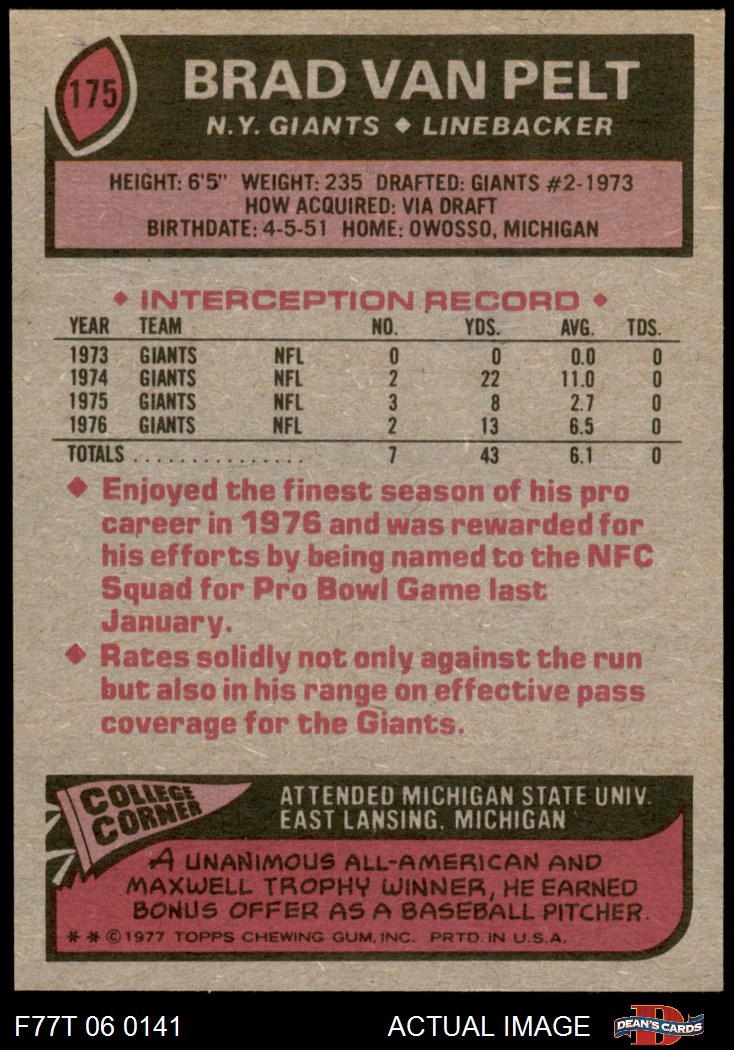 175
BRAD VAN PELT
N.Y. GIANTS ♦ LINEBACKER
HEIGHT: 6'5" WEIGHT: 235 DRAFTED: GIANTS #2-1973
HOW ACQUIRED: VIA DRAFT
BIRTHDATE: 4-5-51 HOME: OWOSSO, MICHIGAN
♦ INTERCEPTION RECORD ♦
YEAR TEAM NO. YDS. AVG. TDS.
1973 GIANTS NFL 0 0 0.0 0
1974 GIANTS NFL 2 22 11.0 0
1975 GIANTS NFL 3 8 2.7 0
1976 GIANTS NFL 2 13 6.5 0
TOTALS . . . . . . . . . . . . . . . 7 43 6.1 0
♦ Enjoyed the finest season of his pro
career in 1976 and was rewarded for
his efforts by being named to the NFC
Squad for Pro Bowl Game last
January.
♦ Rates solidly not only against the run
but also in his range on effective pass
coverage for the Giants.
COLLEGE
CORNER
ATTENDED MICHIGAN STATE UNIV.
EAST LANSING, MICHIGAN
A UNANIMOUS ALL-AMERICAN AND
MAXWELL TROPHY WINNER, HE EARNED
BONUS OFFER AS A BASEBALL PITCHER.
* * © 1977 TOPPS CHEWING GUM, INC. PRTD. IN U.S.A.
F77T 06 0141 ACTUAL IMAGE
D
DEAN'S CARDS